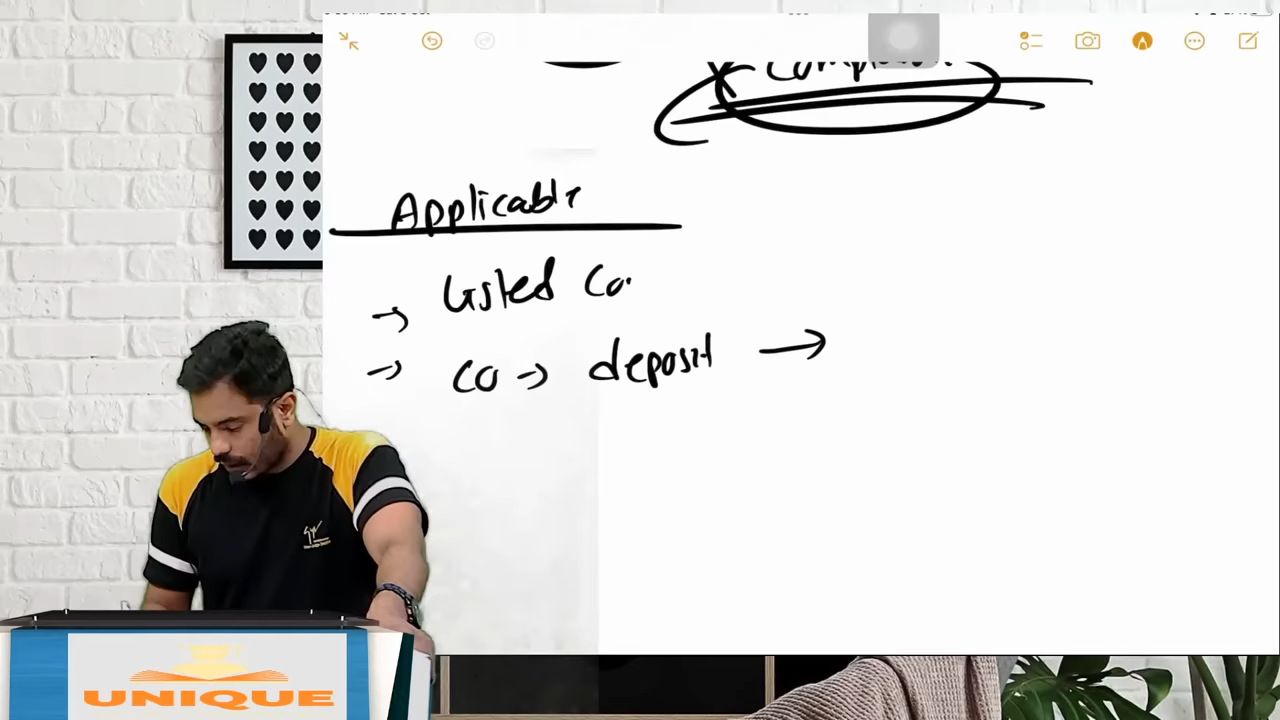 Applicable
→ Listed Co.
→ CO → deposit →
UNIQUE